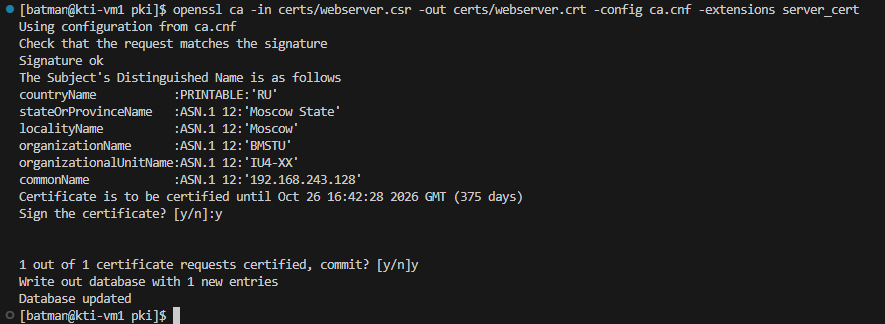 [batman@kti-vm1 pki]$ openssl ca -in certs/webserver.csr -out certs/webserver.crt -config ca.cnf -extensions server_cert
Using configuration from ca.cnf
Check that the request matches the signature
Signature ok
The Subject's Distinguished Name is as follows
countryName           :PRINTABLE:'RU'
stateOrProvinceName   :ASN.1 12:'Moscow State'
localityName          :ASN.1 12:'Moscow'
organizationName      :ASN.1 12:'BMSTU'
organizationalUnitName:ASN.1 12:'IU4-XX'
commonName            :ASN.1 12:'192.168.243.128'
Certificate is to be certified until Oct 26 16:42:28 2026 GMT (375 days)
Sign the certificate? [y/n]:y
1 out of 1 certificate requests certified, commit? [y/n]y
Write out database with 1 new entries
Database updated
[batman@kti-vm1 pki]$